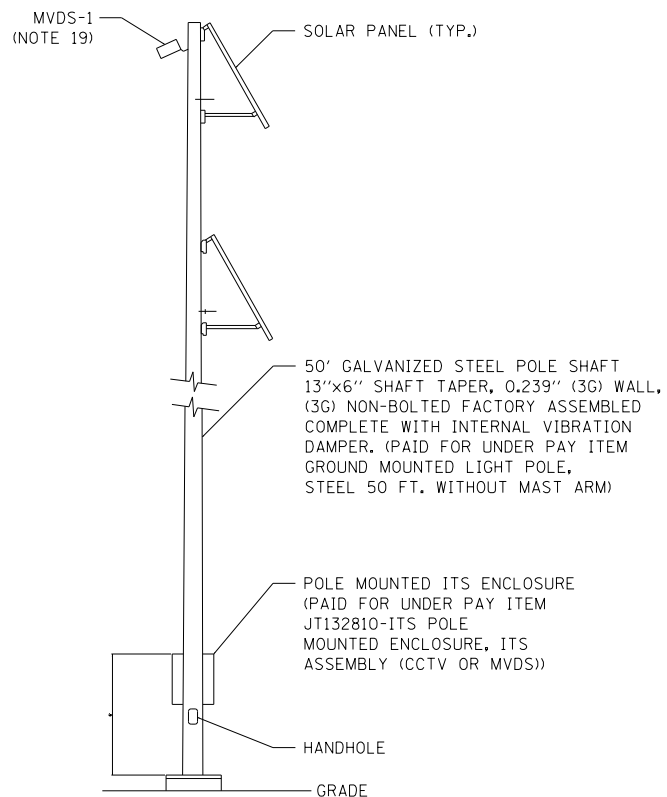 MVDS-1
(NOTE 19)
SOLAR PANEL (TYP.)
50' GALVANIZED STEEL POLE SHAFT
13''x6'' SHAFT TAPER, 0.239'' (3G) WALL,
(3G) NON-BOLTED FACTORY ASSEMBLED
COMPLETE WITH INTERNAL VIBRATION
DAMPER. (PAID FOR UNDER PAY ITEM
GROUND MOUNTED LIGHT POLE,
STEEL 50 FT. WITHOUT MAST ARM)
POLE MOUNTED ITS ENCLOSURE
(PAID FOR UNDER PAY ITEM
JT132810-ITS POLE
MOUNTED ENCLOSURE, ITS
ASSEMBLY (CCTV OR MVDS))
HANDHOLE
GRADE